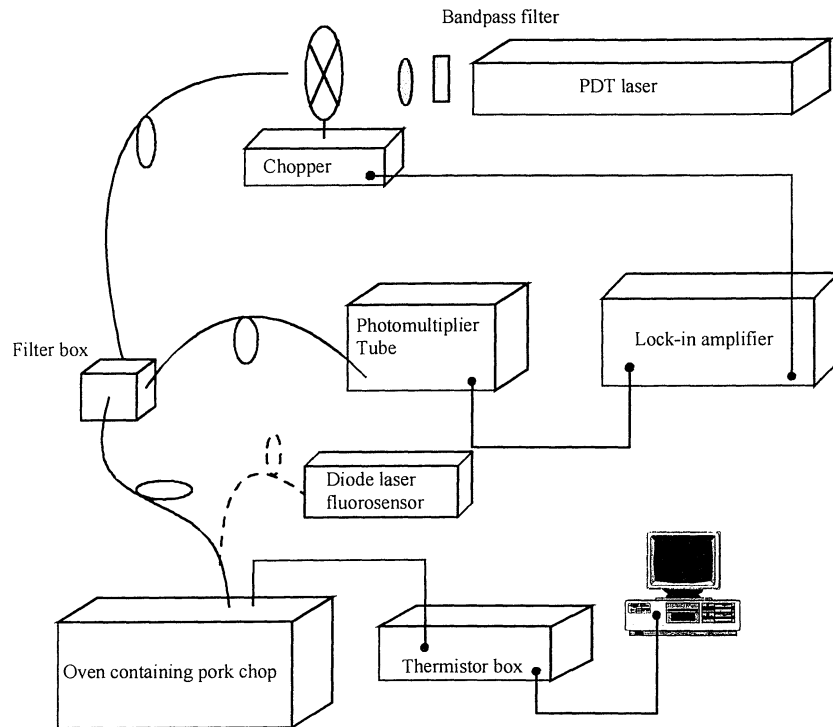 Bandpass filter
PDT laser
Chopper
Photomultiplier
Tube
Lock-in amplifier
Filter box
Diode laser
fluorosensor
Oven containing pork chop
Thermistor box